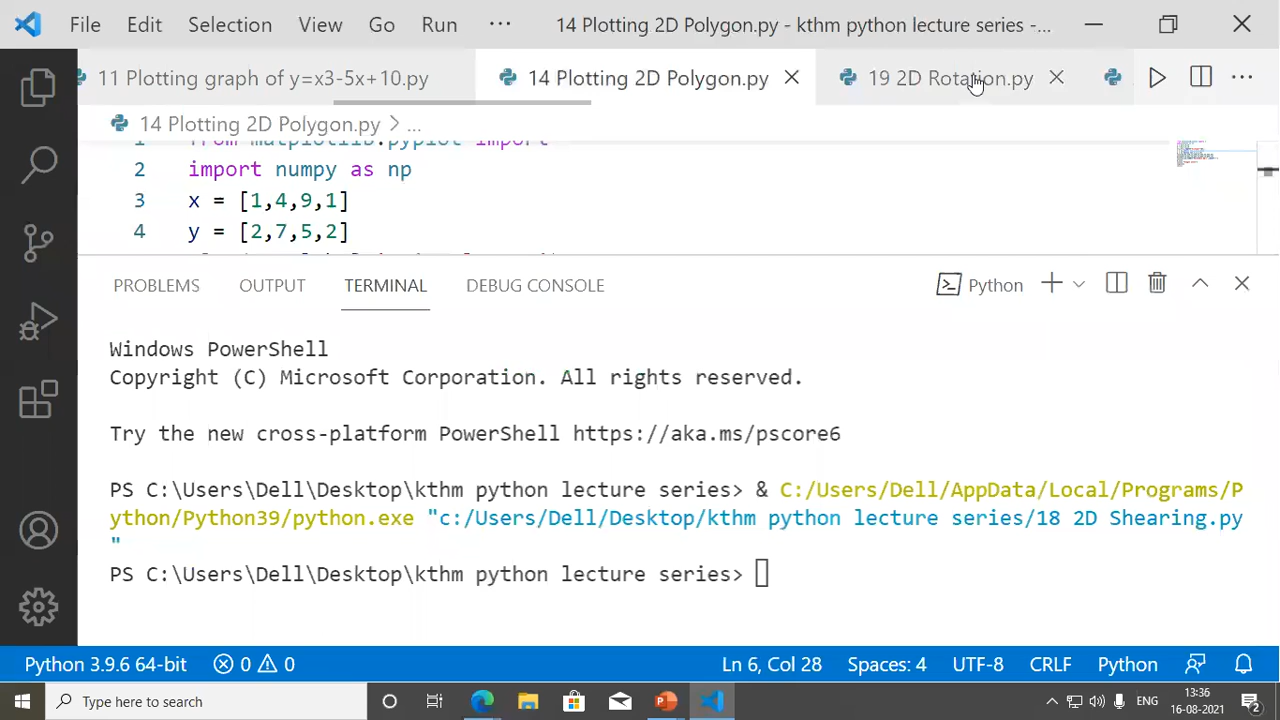 File Edit Selection View Go Run ··· 14 Plotting 2D Polygon.py - kthm python lecture series -...
11 Plotting graph of y=x3-5x+10.py 14 Plotting 2D Polygon.py 19 2D Rotation.py ···
14 Plotting 2D Polygon.py > ...
1 from matplotlib.pyplot import
2 import numpy as np
3 x = [1,4,9,1]
4 y = [2,7,5,2]
PROBLEMS OUTPUT TERMINAL DEBUG CONSOLE Python
Windows PowerShell
Copyright (C) Microsoft Corporation. All rights reserved.
Try the new cross-platform PowerShell https://aka.ms/pscore6
PS C:\Users\Dell\Desktop\kthm python lecture series> & C:/Users/Dell/AppData/Local/Programs/P
ython/Python39/python.exe "c:/Users/Dell/Desktop/kthm python lecture series/18 2D Shearing.py
"
PS C:\Users\Dell\Desktop\kthm python lecture series>
Python 3.9.6 64-bit 0 0 Ln 6, Col 28 Spaces: 4 UTF-8 CRLF Python
Type here to search ENG 13:36
16-08-2021 2